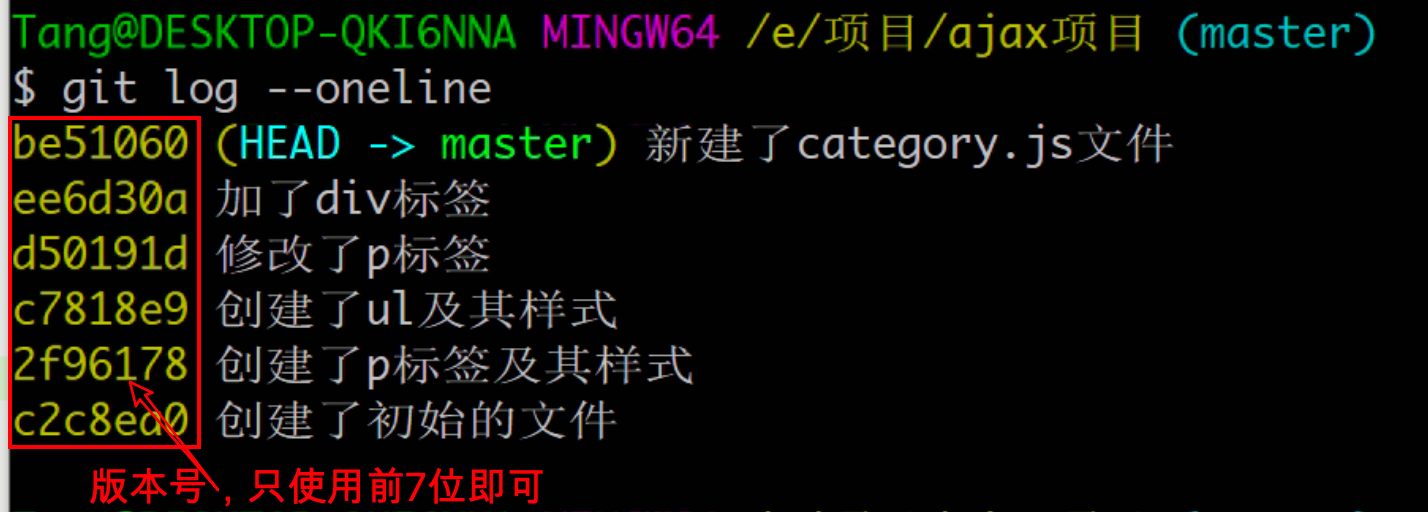 Tang@DESKTOP-QKI6NNA MINGW64 /e/项目/ajax项目 (master)
$ git log --oneline
be51060 (HEAD -> master) 新建了category.js文件
ee6d30a 加了div标签
d50191d 修改了p标签
c7818e9 创建了ul及其样式
2f96178 创建了p标签及其样式
c2c8ea0 创建了初始的文件
版本号，只使用前7位即可